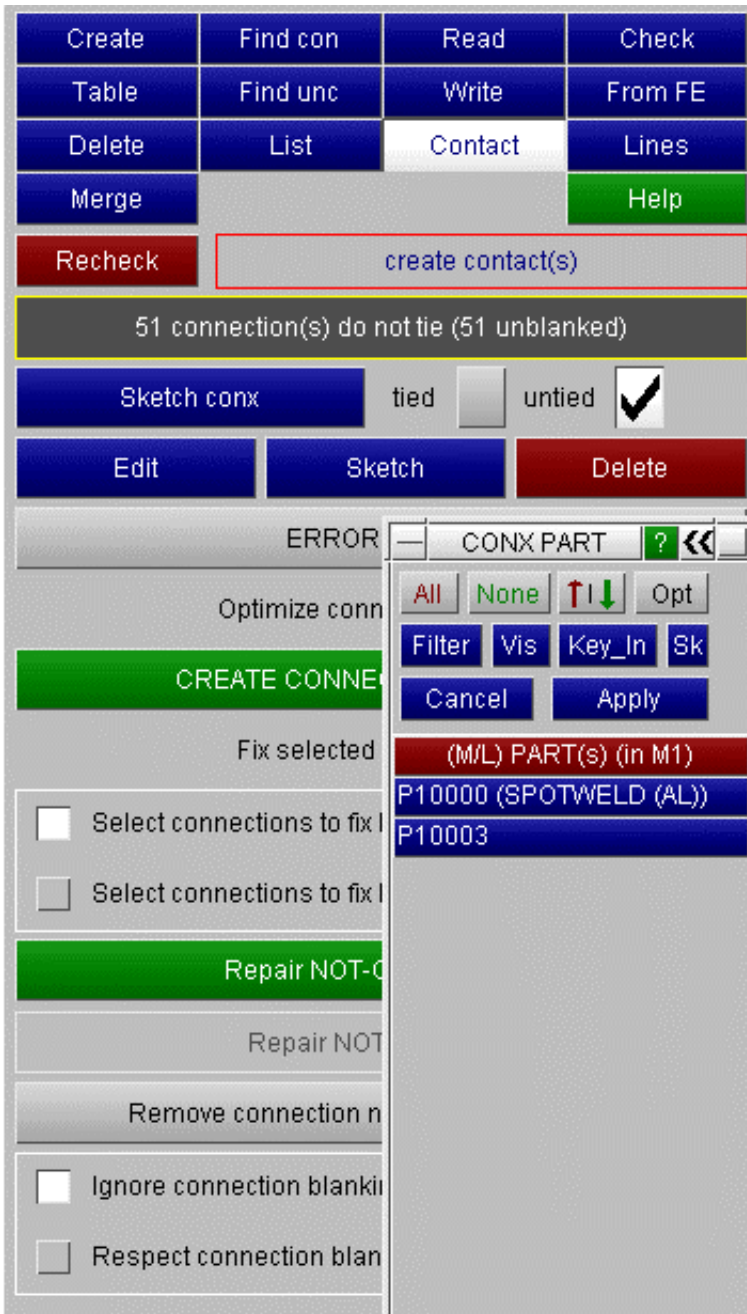 Create Find con Read Check
Table Find unc Write From FE
Delete List Contact Lines
Merge Help
Recheck create contact(s)
51 connection(s) do not tie (51 unblanked)
Sketch conx tied untied
Edit Sketch Delete
ERROR
Optimize conn
CREATE CONNE
Fix selected
Select connections to fix
Select connections to fix
Repair NOT-
Repair NOT
Remove connection n
Ignore connection blanki
Respect connection blan
CONX PART ?
All None Opt
Filter Vis Key_In Sk
Cancel Apply
(M/L) PART(s) (in M1)
P10000 (SPOTWELD (AL))
P10003